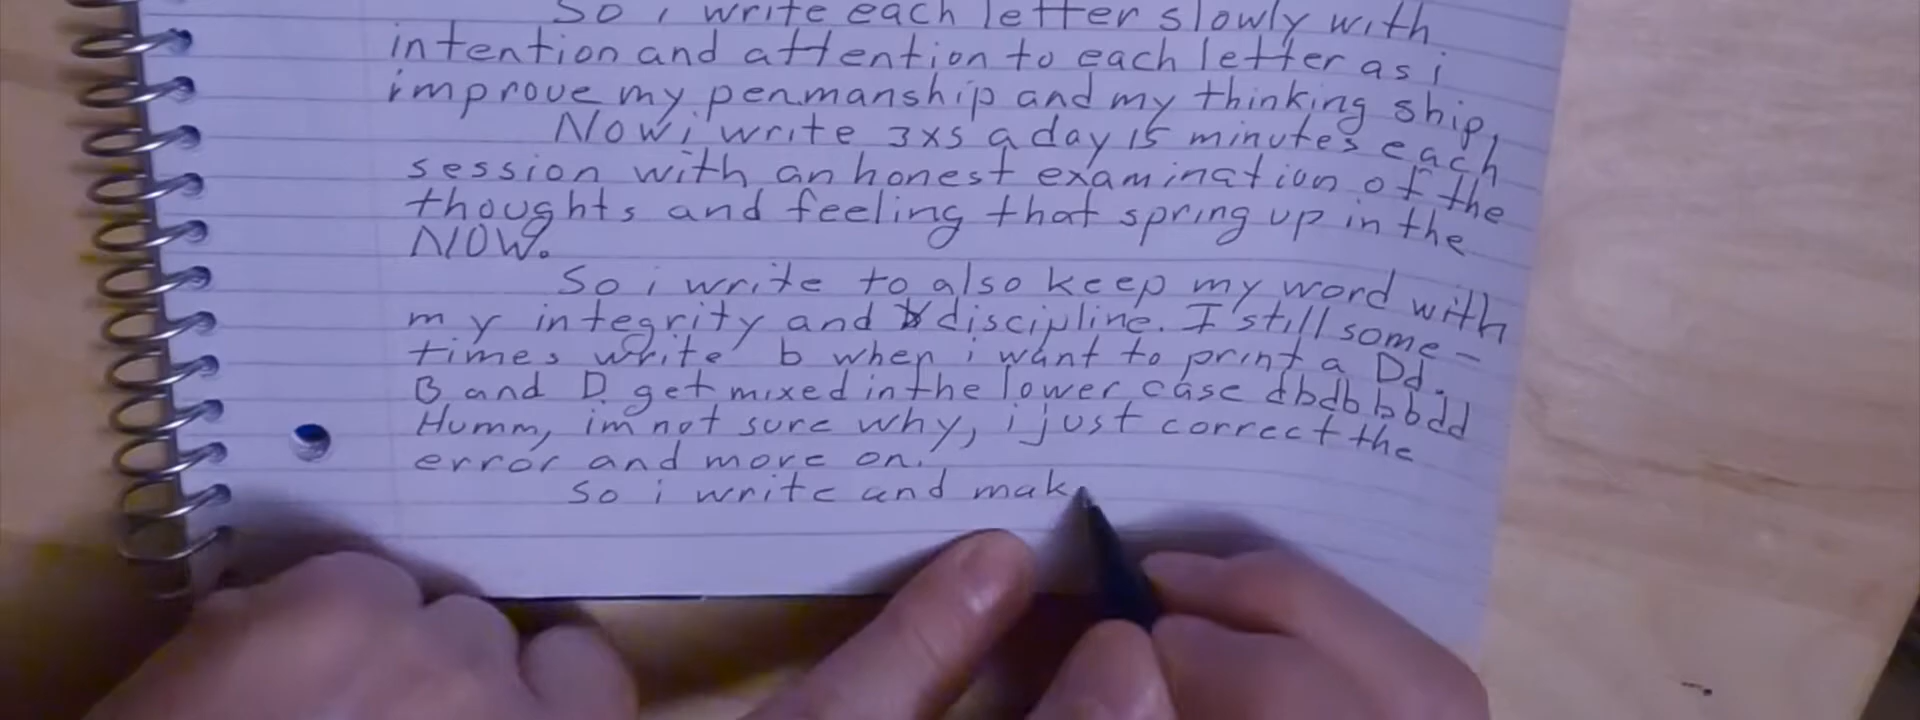 So i write each letter slowly with
intention and attention to each letter as i
improve my penmanship and my thinking ship.
Now i write 3xs a day 15 minutes each
session with an honest examination of the
thoughts and feeling that spring up in the
NOW.
So i write to also keep my word with
my integrity and discipline. I still some-
times write b when i want to print a Dd.
B and D get mixed in the lower case dbdb bbdd
Humm, im not sure why, i just correct the
error and more on.
So i write and mak